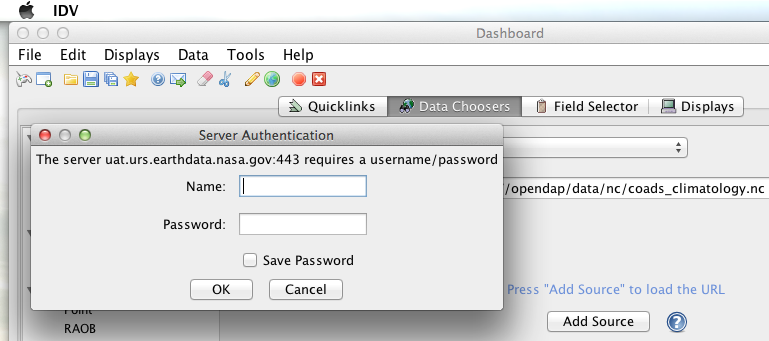 IDV
Dashboard
File Edit Displays Data Tools Help
Quicklinks Data Choosers Field Selector Displays
Server Authentication
The server uat.urs.earthdata.nasa.gov:443 requires a username/password
Name:
/opendap/data/nc/coads_climatology.nc
Password:
Save Password
OK Cancel
Press "Add Source" to load the URL
Point
RAOB
Add Source